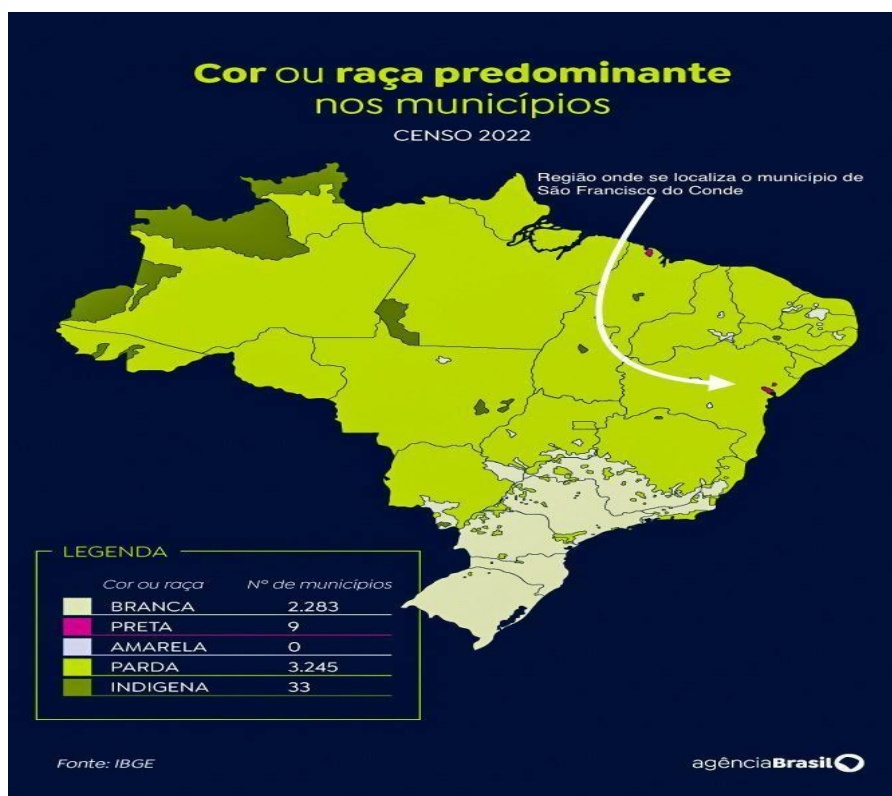 Cor ou raça predominante
nos municípios
CENSO 2022
Região onde se localiza o município de
São Francisco do Conde
LEGENDA
Cor ou raça Nº de municípios
BRANCA 2.283
PRETA 9
AMARELA 0
PARDA 3.245
INDIGENA 33
Fonte: IBGE
agênciaBrasil